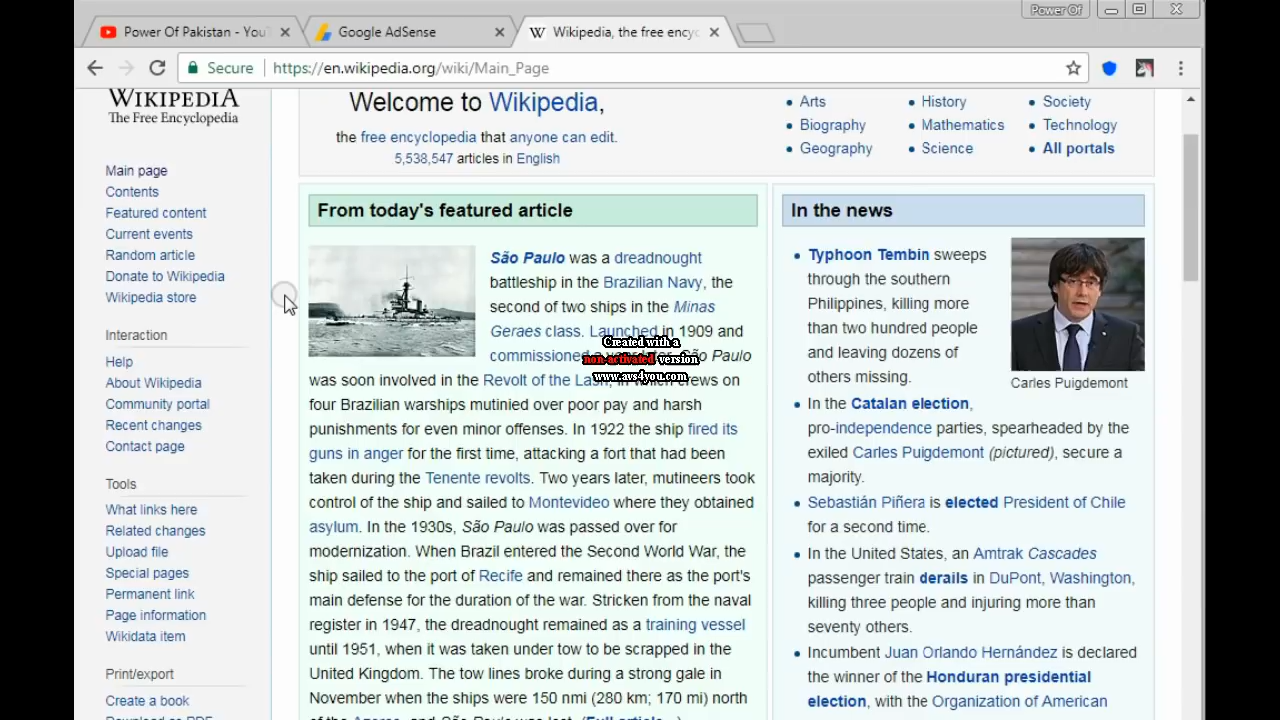 Power Of
Power Of Pakistan - You
Google AdSense
Wikipedia, the free ency
Secure
https://en.wikipedia.org/wiki/Main_Page
WIKIPEDIA
The Free Encyclopedia
Main page
Contents
Featured content
Current events
Random article
Donate to Wikipedia
Wikipedia store
Interaction
Help
About Wikipedia
Community portal
Recent changes
Contact page
Tools
What links here
Related changes
Upload file
Special pages
Permanent link
Page information
Wikidata item
Print/export
Create a book
Download as PDF
Welcome to Wikipedia,
the free encyclopedia that anyone can edit.
5,538,547 articles in English
Arts
Biography
Geography
History
Mathematics
Science
Society
Technology
All portals
From today's featured article
São Paulo was a dreadnought
battleship in the Brazilian Navy, the
second of two ships in the Minas
Geraes class. Launched in 1909 and
commissioned a São Paulo
was soon involved in the Revolt of the Lash, in which crews on
four Brazilian warships mutinied over poor pay and harsh
punishments for even minor offenses. In 1922 the ship fired its
guns in anger for the first time, attacking a fort that had been
taken during the Tenente revolts. Two years later, mutineers took
control of the ship and sailed to Montevideo where they obtained
asylum. In the 1930s, São Paulo was passed over for
modernization. When Brazil entered the Second World War, the
ship sailed to the port of Recife and remained there as the port's
main defense for the duration of the war. Stricken from the naval
register in 1947, the dreadnought remained as a training vessel
until 1951, when it was taken under tow to be scrapped in the
United Kingdom. The tow lines broke during a strong gale in
November when the ships were 150 nmi (280 km; 170 mi) north
of the Azores, and São Paulo was lost. (Full article...)
Created with a
non-activated version
www.avs4you.com
In the news
Typhoon Tembin sweeps
through the southern
Philippines, killing more
than two hundred people
and leaving dozens of
others missing.
Carles Puigdemont
In the Catalan election,
pro-independence parties, spearheaded by the
exiled Carles Puigdemont (pictured), secure a
majority.
Sebastián Piñera is elected President of Chile
for a second time.
In the United States, an Amtrak Cascades
passenger train derails in DuPont, Washington,
killing three people and injuring more than
seventy others.
Incumbent Juan Orlando Hernández is declared
the winner of the Honduran presidential
election, with the Organization of American